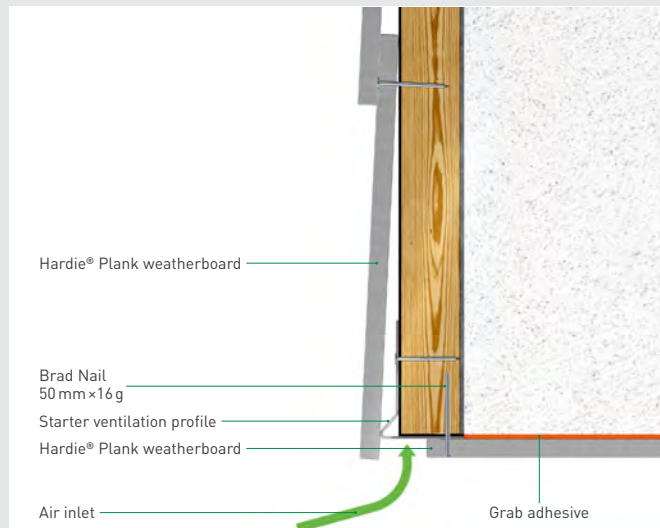 Hardie® Plank weatherboard
Brad Nail
50 mm × 16 g
Starter ventilation profile
Hardie® Plank weatherboard
Air inlet
Grab adhesive